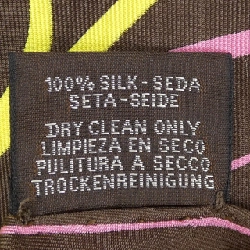 100% SILK-SEDA
SETA-SEIDE
DRY CLEAN ONLY
LIMPIEZA EN SECO
PULITURA A SECCO
TROCKENREINIGUNG